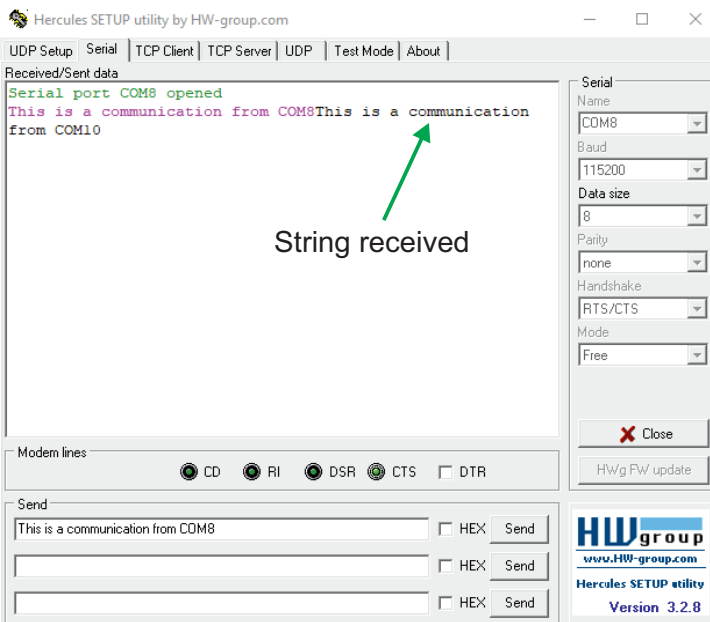 Hercules SETUP utility by HW-group.com
UDP Setup Serial TCP Client TCP Server UDP Test Mode About
Received/Sent data
Serial port COM8 opened
This is a communication from COM8This is a communication
from COM10
String received
Serial
Name
COM8
Baud
115200
Data size
8
Parity
none
Handshake
RTS/CTS
Mode
Free
Close
HWg FW update
Modem lines
CD RI DSR CTS DTR
Send
This is a communication from COM8 HEX Send
HEX Send
HEX Send
HW group
www.HW-group.com
Hercules SETUP utility
Version 3.2.8